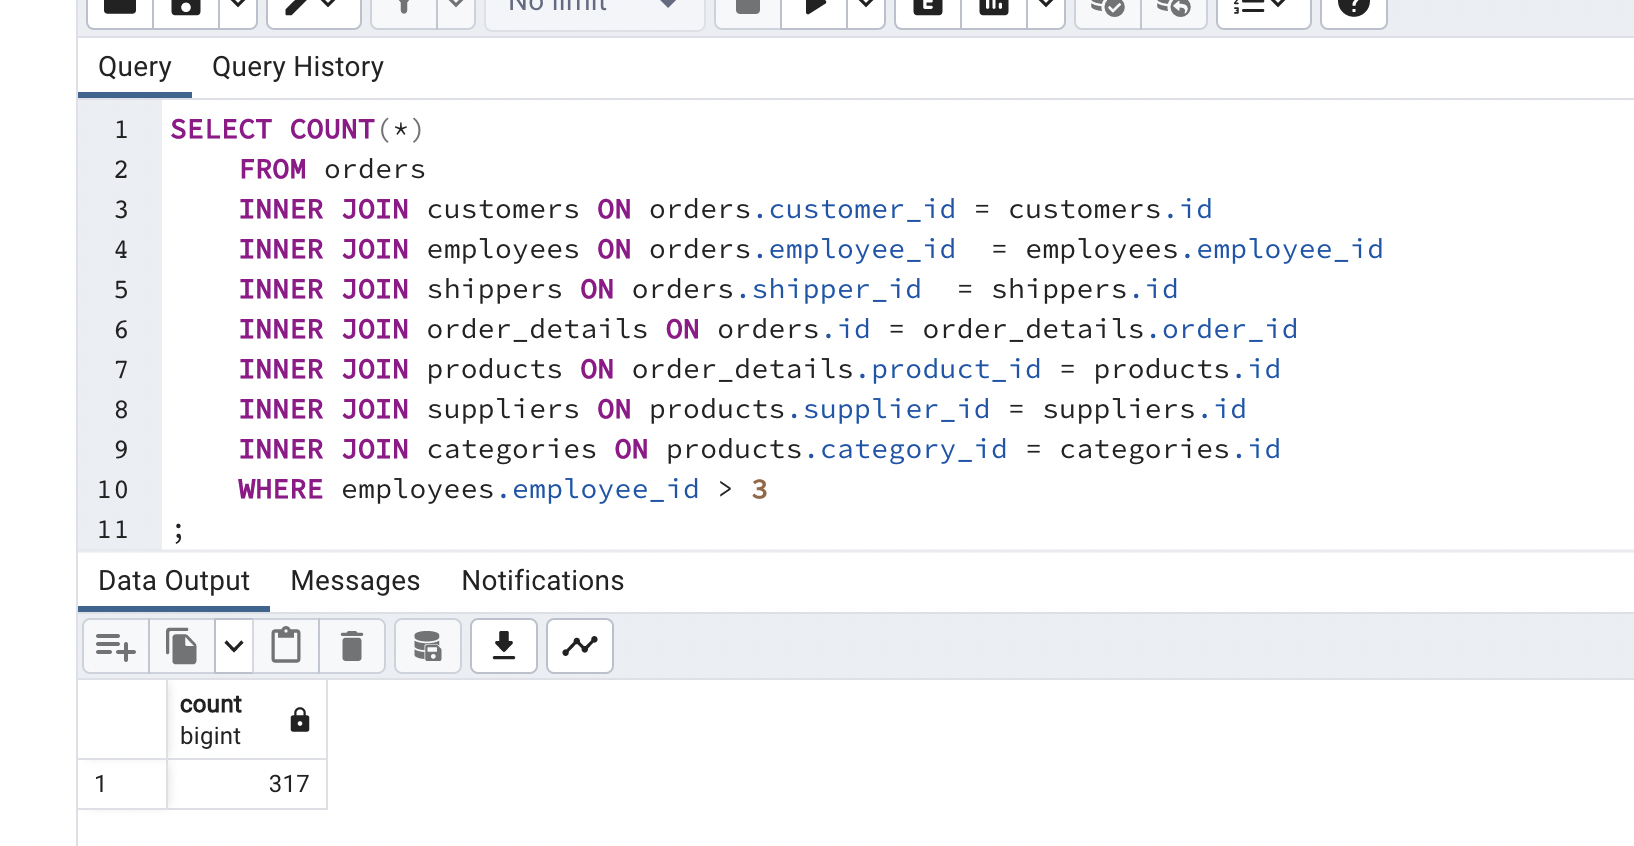 No limit
Query Query History
1 SELECT COUNT(*)
2 FROM orders
3 INNER JOIN customers ON orders.customer_id = customers.id
4 INNER JOIN employees ON orders.employee_id  = employees.employee_id
5 INNER JOIN shippers ON orders.shipper_id  = shippers.id
6 INNER JOIN order_details ON orders.id = order_details.order_id
7 INNER JOIN products ON order_details.product_id = products.id
8 INNER JOIN suppliers ON products.supplier_id = suppliers.id
9 INNER JOIN categories ON products.category_id = categories.id
10 WHERE employees.employee_id > 3
11 ;
Data Output Messages Notifications
count
bigint
1 317